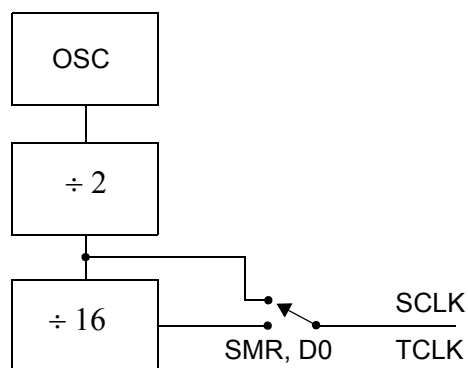 OSC
÷ 2
÷ 16
SCLK
SMR, D0
TCLK